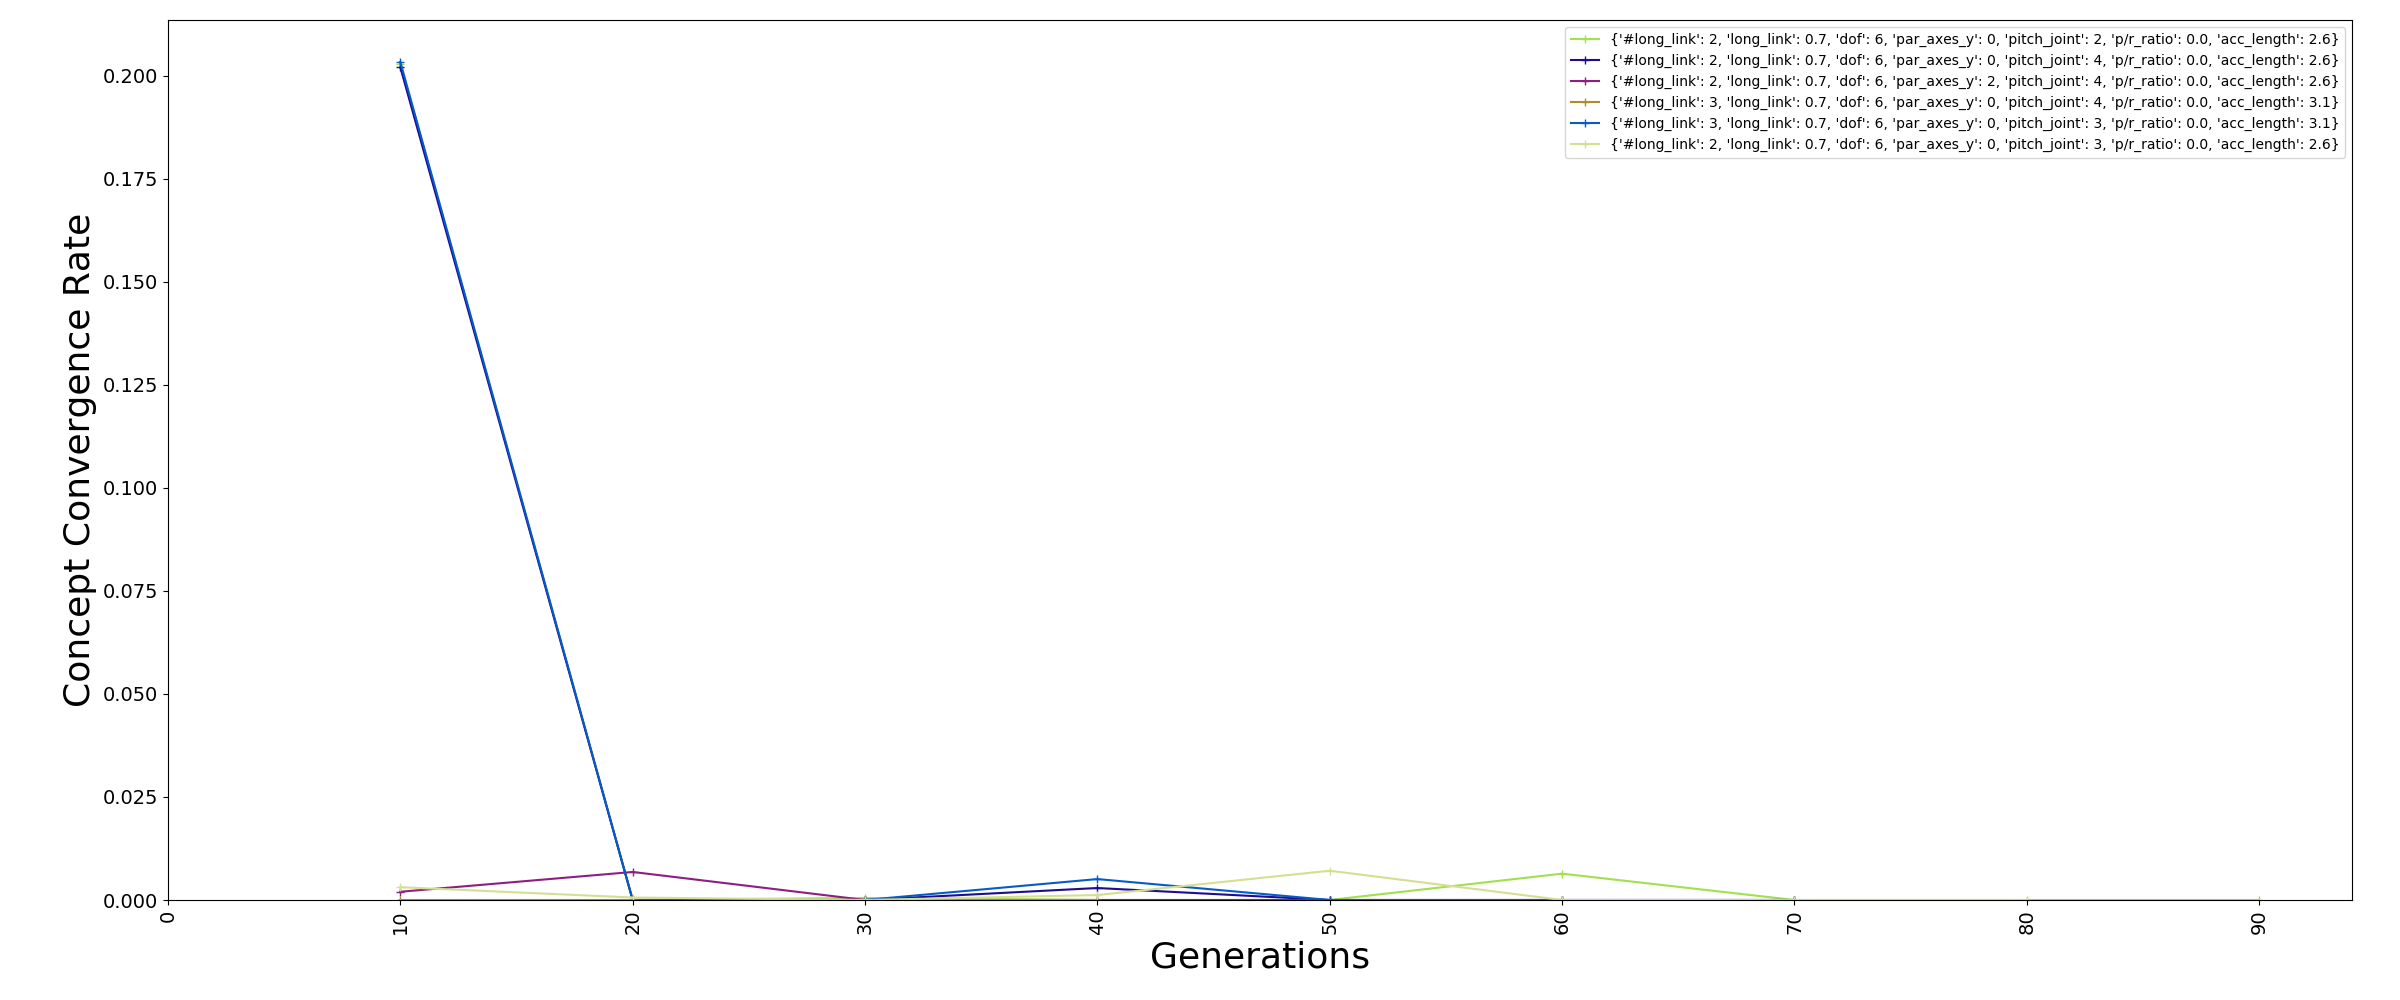 {'#long_link': 2, 'long_link': 0.7, 'dof': 6, 'par_axes_y': 0, 'pitch_joint': 2, 'p/r_ratio': 0.0, 'acc_length': 2.6}
{'#long_link': 2, 'long_link': 0.7, 'dof': 6, 'par_axes_y': 0, 'pitch_joint': 4, 'p/r_ratio': 0.0, 'acc_length': 2.6}
{'#long_link': 2, 'long_link': 0.7, 'dof': 6, 'par_axes_y': 2, 'pitch_joint': 4, 'p/r_ratio': 0.0, 'acc_length': 2.6}
{'#long_link': 3, 'long_link': 0.7, 'dof': 6, 'par_axes_y': 0, 'pitch_joint': 4, 'p/r_ratio': 0.0, 'acc_length': 3.1}
{'#long_link': 3, 'long_link': 0.7, 'dof': 6, 'par_axes_y': 0, 'pitch_joint': 3, 'p/r_ratio': 0.0, 'acc_length': 3.1}
{'#long_link': 2, 'long_link': 0.7, 'dof': 6, 'par_axes_y': 0, 'pitch_joint': 3, 'p/r_ratio': 0.0, 'acc_length': 2.6}
Concept Convergence Rate
0.200
0.175
0.150
0.125
0.100
0.075
0.050
0.025
0.000
0
10
20
30
40
50
60
70
80
90
Generations